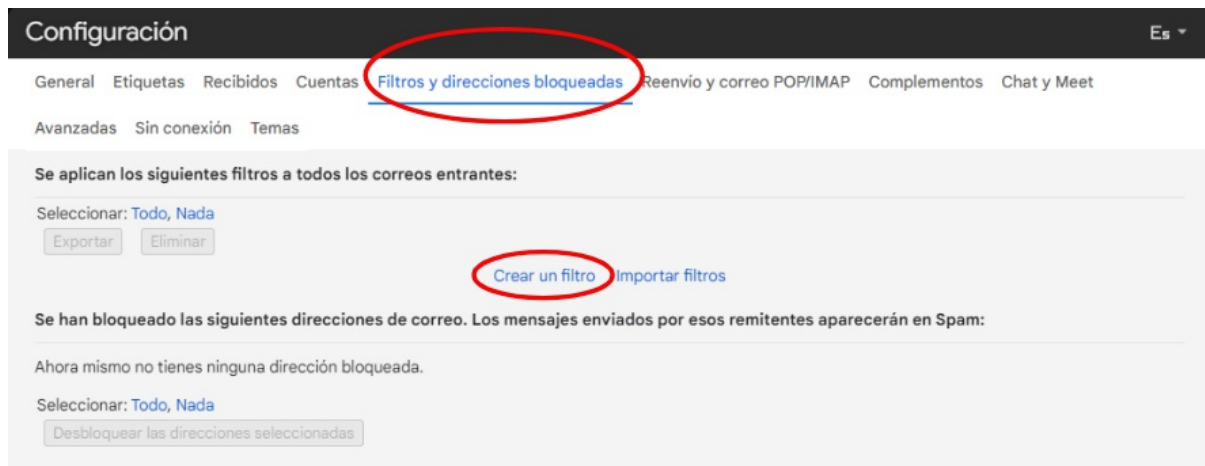 Configuración Es
General Etiquetas Recibidos Cuentas Filtros y direcciones bloqueadas Reenvío y correo POP/IMAP Complementos Chat y Meet
Avanzadas Sin conexión Temas
Se aplican los siguientes filtros a todos los correos entrantes:
Seleccionar: Todo, Nada
Exportar Eliminar
Crear un filtro Importar filtros
Se han bloqueado las siguientes direcciones de correo. Los mensajes enviados por esos remitentes aparecerán en Spam:
Ahora mismo no tienes ninguna dirección bloqueada.
Seleccionar: Todo, Nada
Desbloquear las direcciones seleccionadas